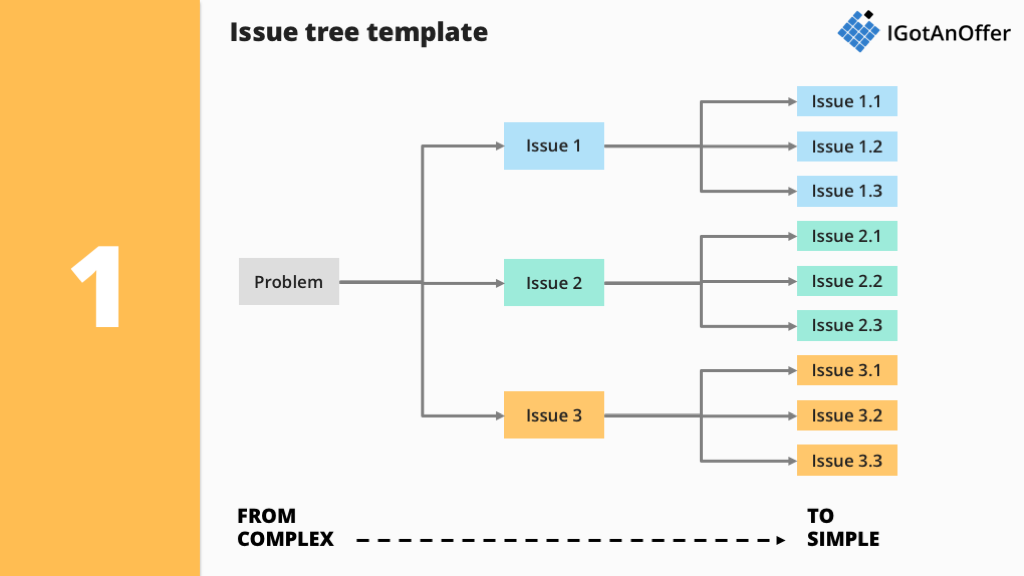 Issue tree template
IGotAnOffer
1
Problem
Issue 1
Issue 2
Issue 3
Issue 1.1
Issue 1.2
Issue 1.3
Issue 2.1
Issue 2.2
Issue 2.3
Issue 3.1
Issue 3.2
Issue 3.3
FROM
COMPLEX
TO
SIMPLE